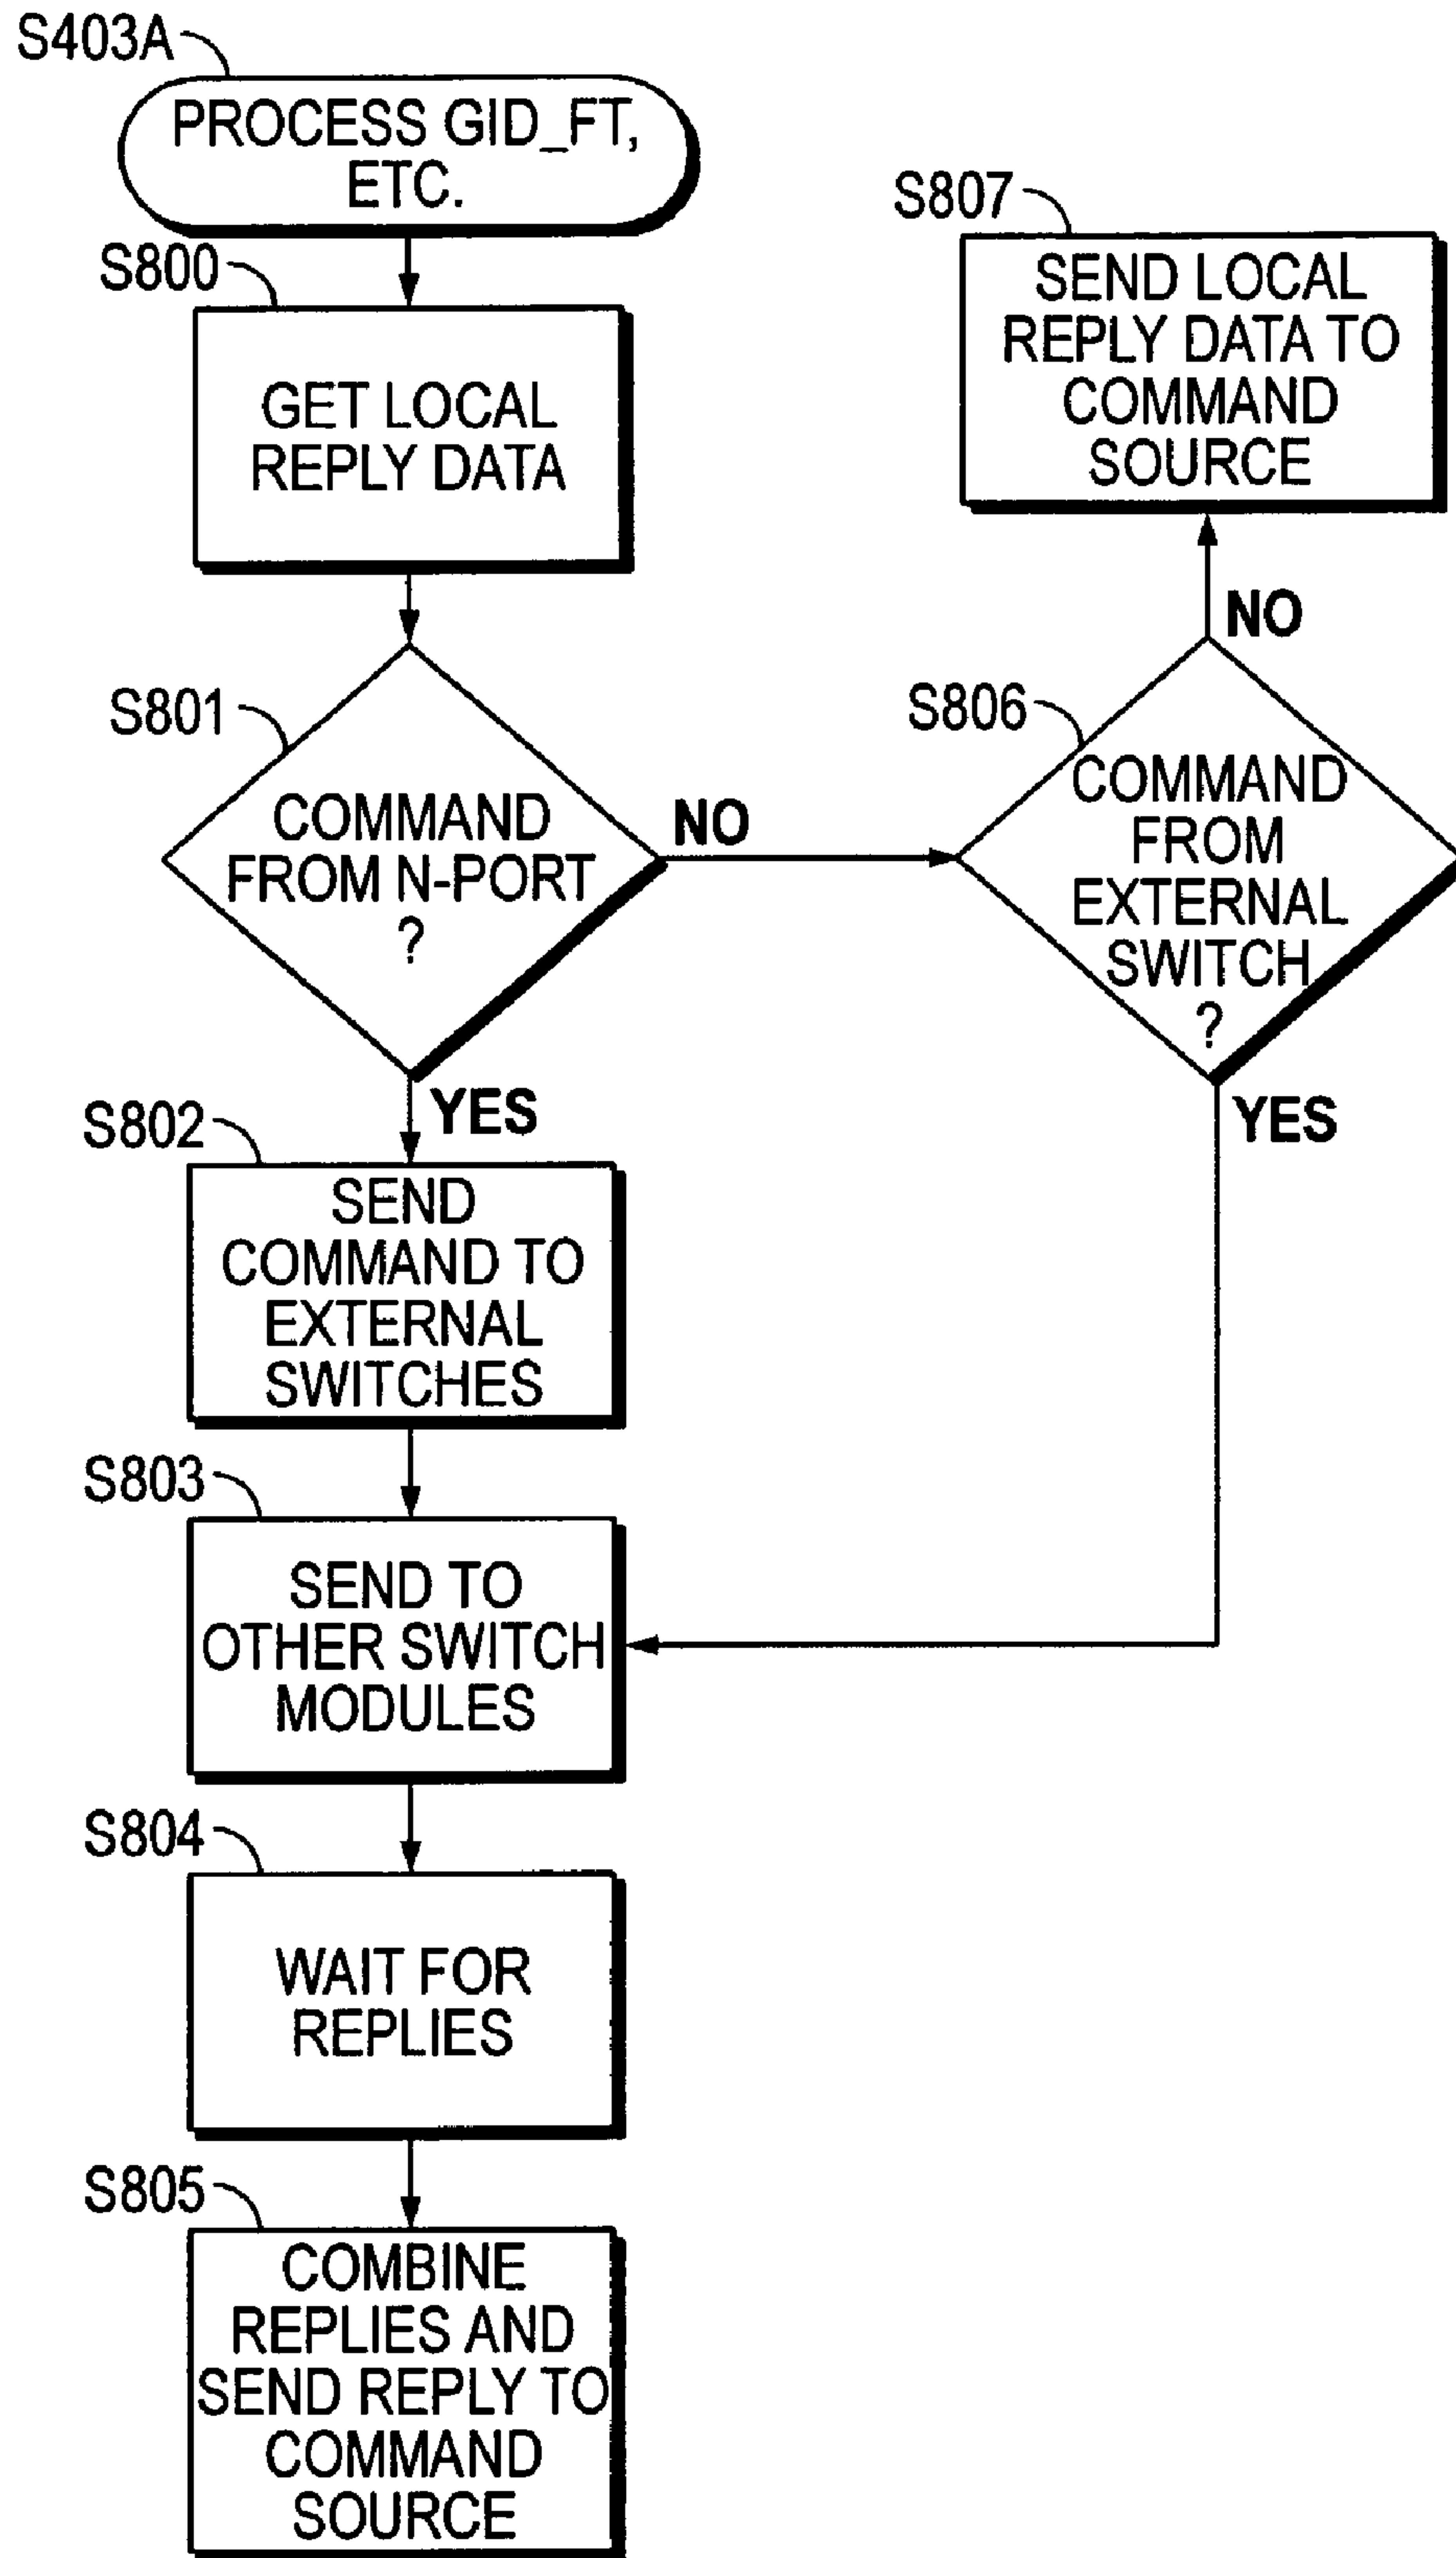 S403A
PROCESS GID_FT,
ETC.
S800
GET LOCAL
REPLY DATA
S801
COMMAND
FROM N-PORT
?
NO
YES
S802
SEND
COMMAND TO
EXTERNAL
SWITCHES
S803
SEND TO
OTHER SWITCH
MODULES
S804
WAIT FOR
REPLIES
S805
COMBINE
REPLIES AND
SEND REPLY TO
COMMAND
SOURCE
S806
COMMAND
FROM
EXTERNAL
SWITCH
?
NO
YES
S807
SEND LOCAL
REPLY DATA TO
COMMAND
SOURCE